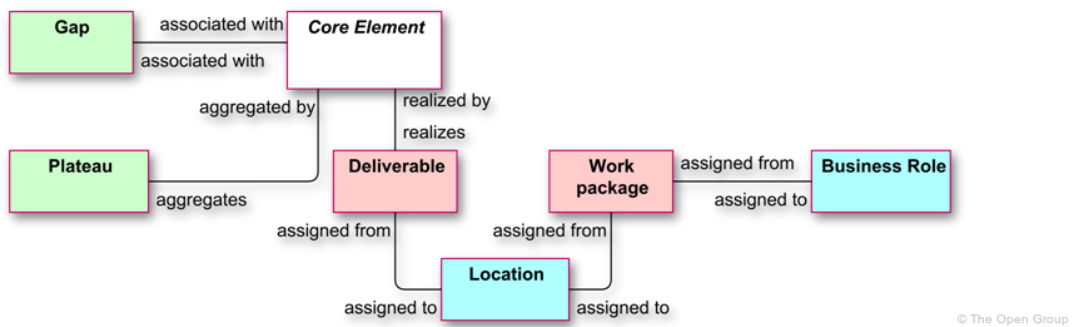 Gap
associated with
Core Element
associated with
aggregated by
realized by
realizes
Plateau
aggregates
Deliverable
Work
package
assigned from
Business Role
assigned to
assigned from
assigned from
Location
assigned to
assigned to
© The Open Group